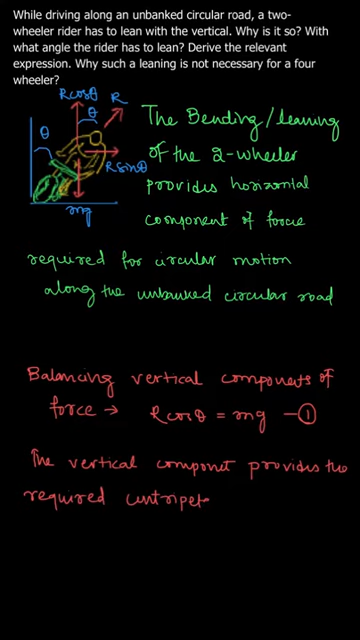 While driving along an unbanked circular road, a two-
wheeler rider has to lean with the vertical. Why is it so? With
what angle the rider has to lean? Derive the relevant
expression. Why such a leaning is not necessary for a four
wheeler?
Rcosθ R
θ
θ
Rsinθ
mg
The Bending/leaning
of the 2-wheeler
provides horizontal
component of force
required for circular motion
along the unbanked circular road
Balancing vertical components of
force → Rcosθ = mg —①
The vertical component provides the
required centripet